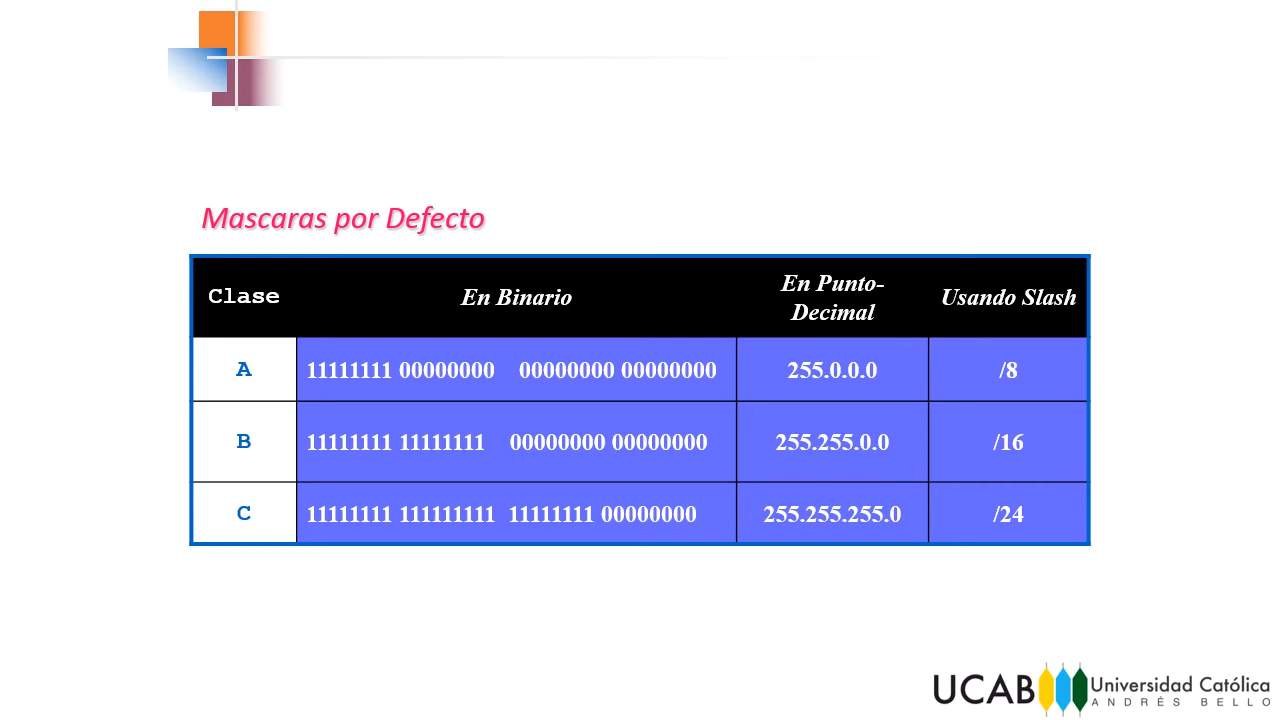 Mascaras por Defecto
Clase En Binario En Punto-Decimal Usando Slash
A 11111111 00000000 00000000 00000000 255.0.0.0 /8
B 11111111 11111111 00000000 00000000 255.255.0.0 /16
C 11111111 111111111 11111111 00000000 255.255.255.0 /24
UCAB Universidad Católica
ANDRÉS BELLO